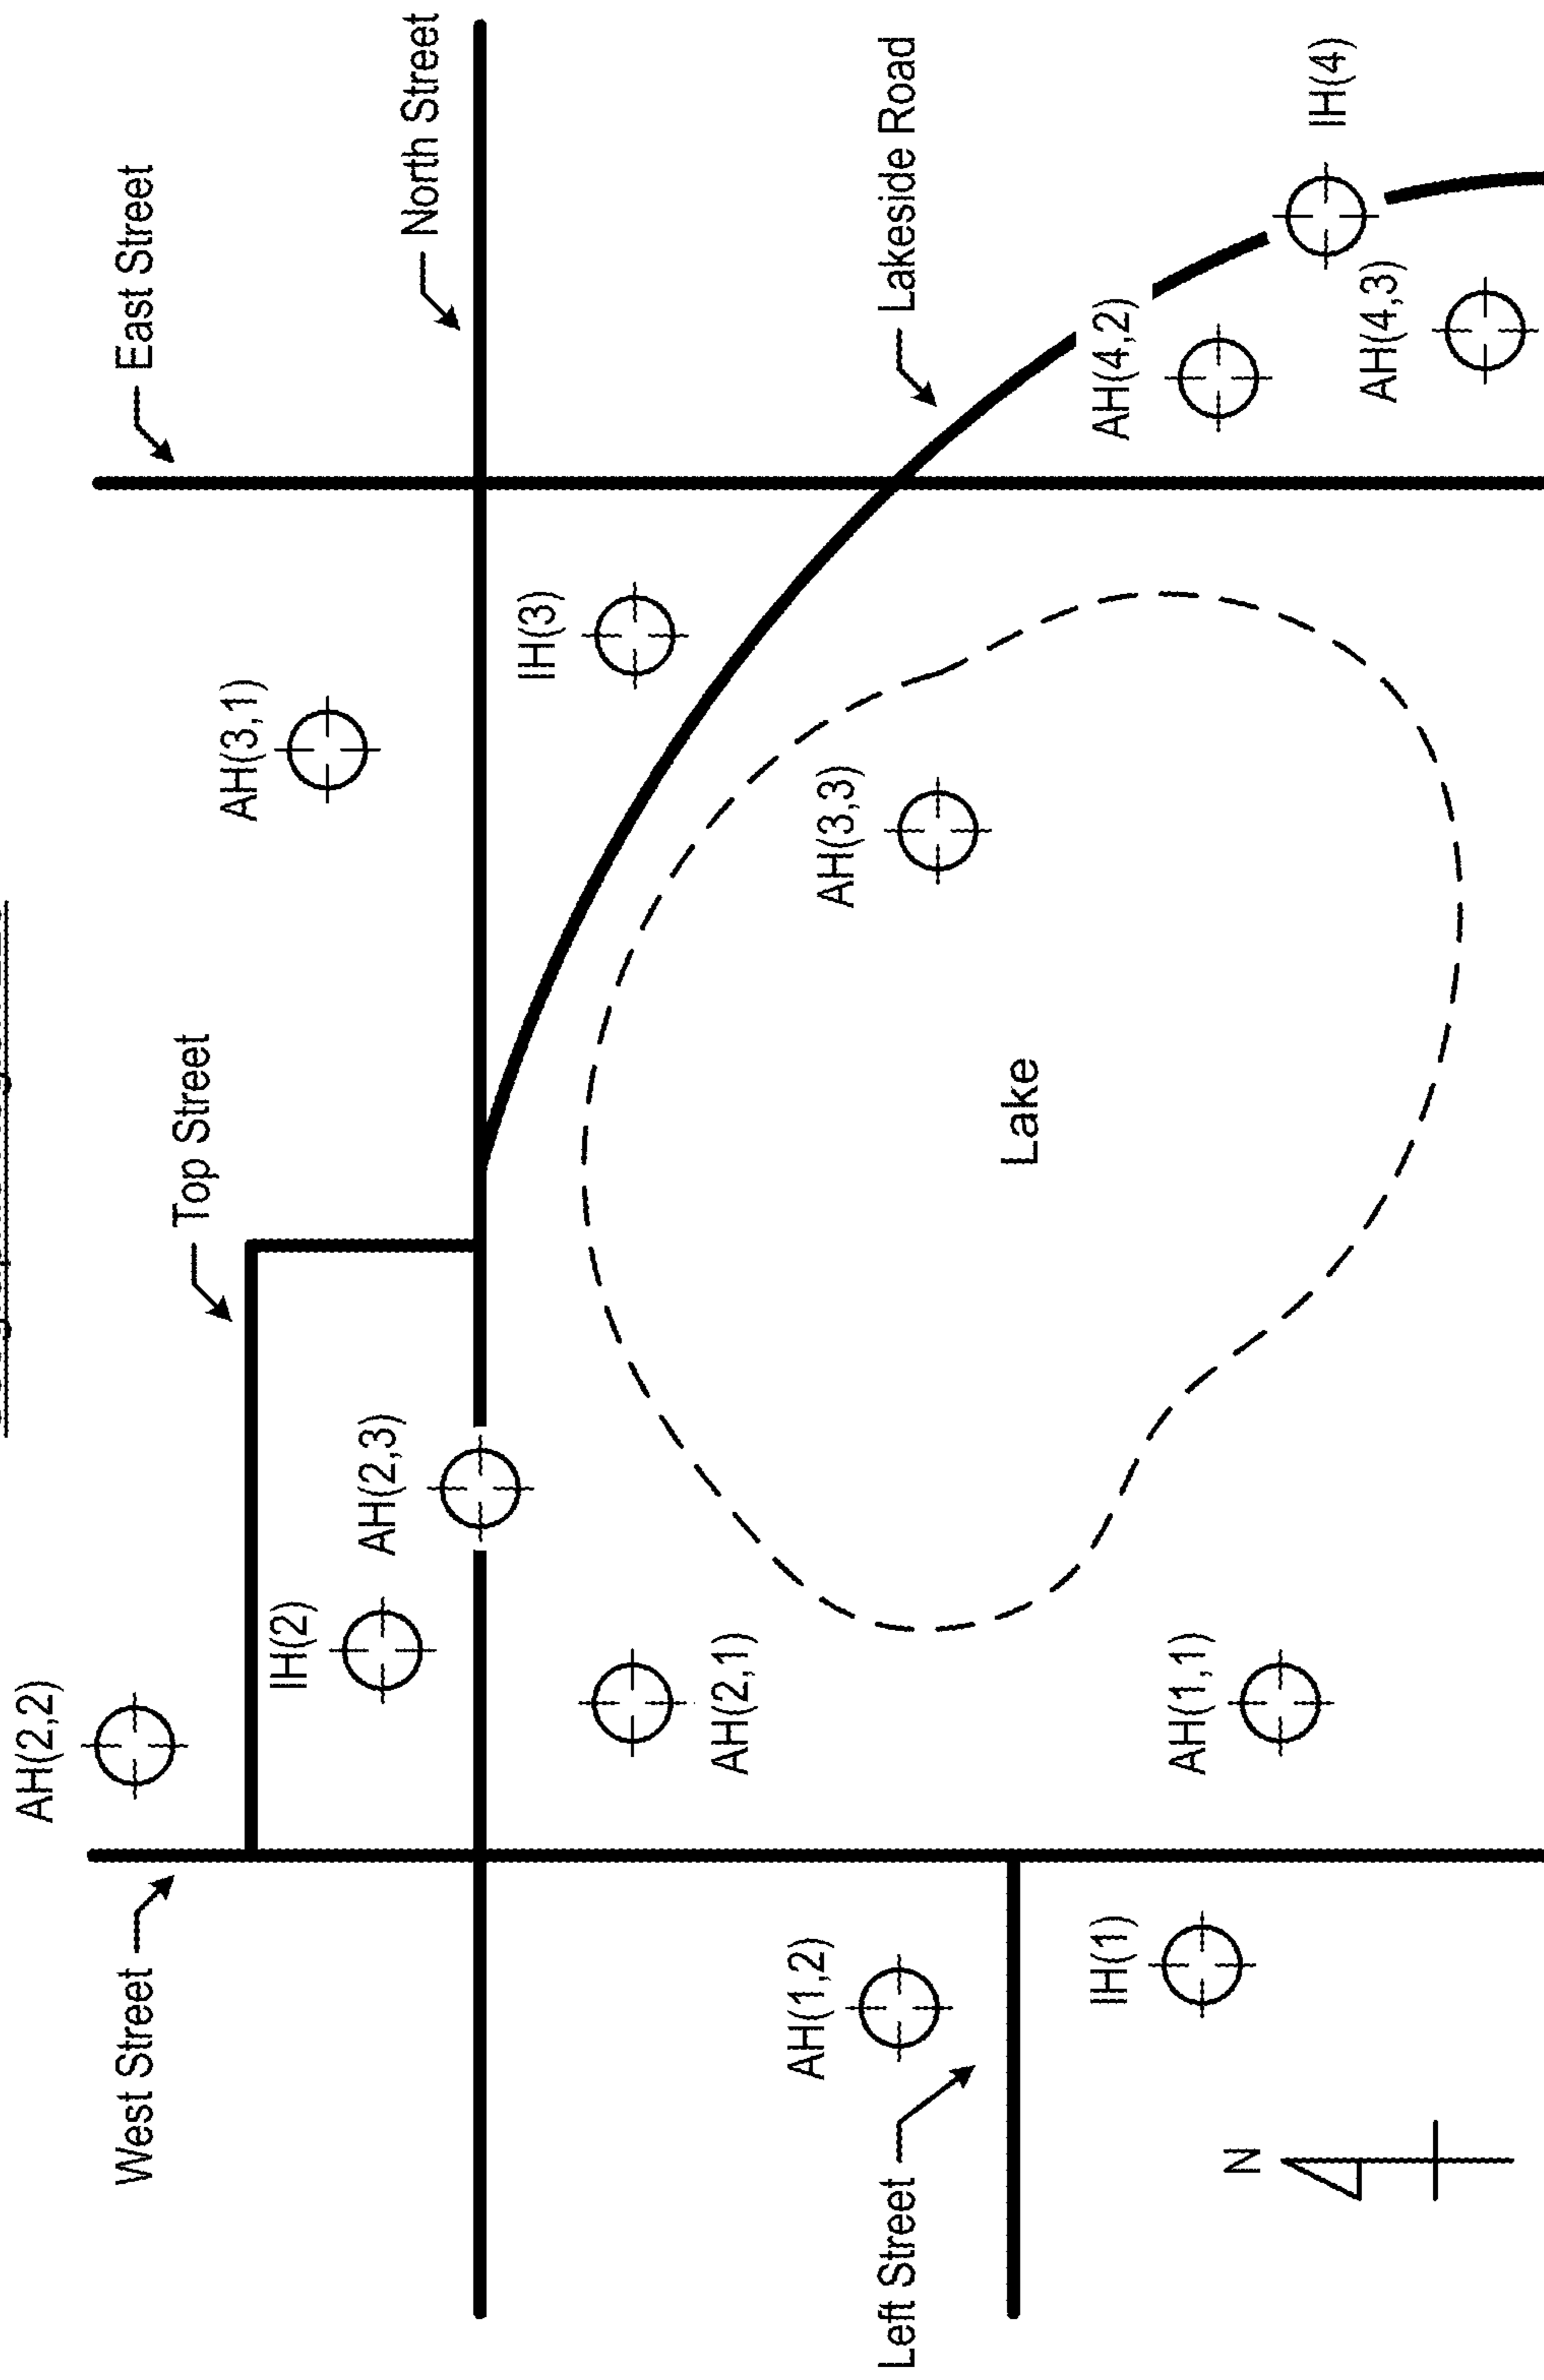 AH(2,2)
West Street
East Street
Top Street
AH(3,1)
IH(2)
AH(2,3)
North Street
IH(3)
AH(2,1)
AH(1,2)
AH(3,3)
Left Street
Lakeside Road
Lake
IH(1)
AH(4,2)
AH(1,1)
N
IH(4)
AH(4,3)